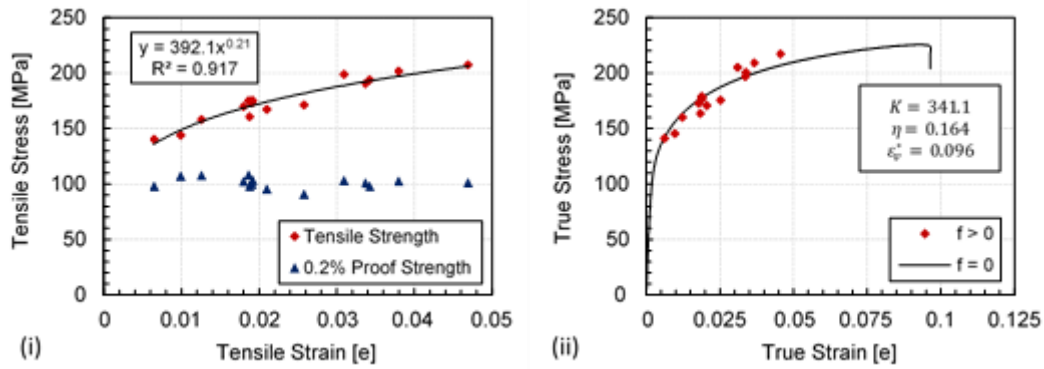 250
200
150
100
50
0
Tensile Stress [MPa]
y = 392.1x^0.21
R² = 0.917
Tensile Strength
0.2% Proof Strength
0
0.01
0.02
0.03
0.04
0.05
(i)
Tensile Strain [e]
250
200
150
100
50
0
True Stress [MPa]
K = 341.1
η = 0.164
ε*ᵥ = 0.096
f > 0
f = 0
0
0.025
0.05
0.075
0.1
0.125
(ii)
True Strain [e]